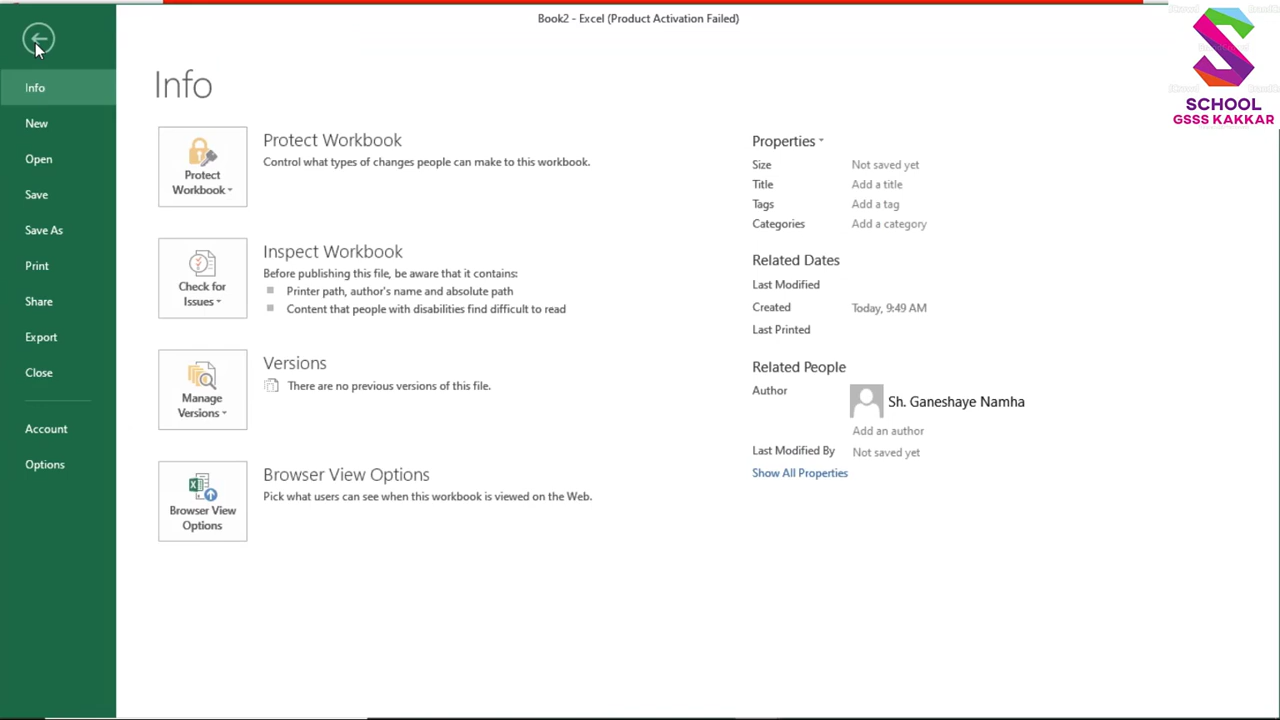 Book2 - Excel (Product Activation Failed)
SCHOOL
GSSS KAKKAR
Info
New
Open
Save
Save As
Print
Share
Export
Close
Account
Options
Info
Protect Workbook
Protect Workbook
Control what types of changes people can make to this workbook.
Check for Issues
Inspect Workbook
Before publishing this file, be aware that it contains:
Printer path, author's name and absolute path
Content that people with disabilities find difficult to read
Manage Versions
Versions
There are no previous versions of this file.
Browser View Options
Browser View Options
Pick what users can see when this workbook is viewed on the Web.
Properties
Size Not saved yet
Title Add a title
Tags Add a tag
Categories Add a category
Related Dates
Last Modified
Created Today, 9:49 AM
Last Printed
Related People
Author Sh. Ganeshaye Namha
Add an author
Last Modified By Not saved yet
Show All Properties